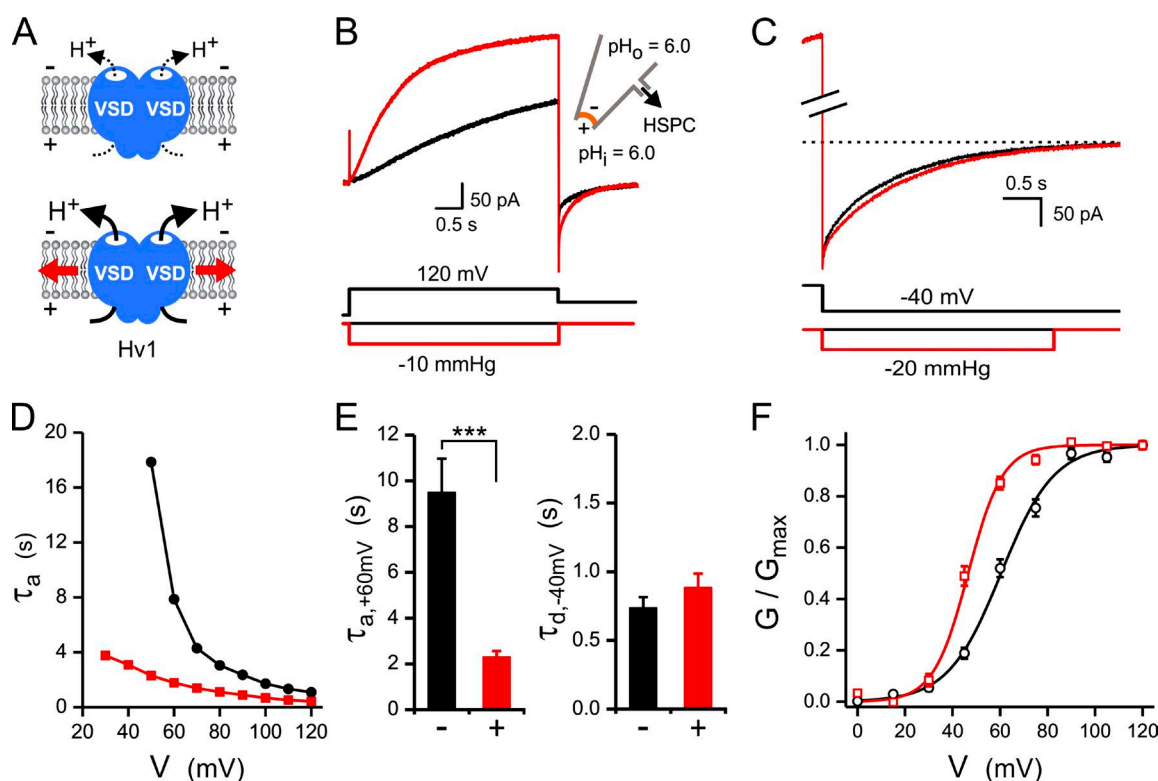 A
H+
H+
-
-
VSD
VSD
+
+
H+
H+
-
-
VSD
VSD
+
+
Hv1
B
pHo = 6.0
-
+
HSPC
pHi = 6.0
50 pA
0.5 s
120 mV
-10 mmHg
C
0.5 s
50 pA
-40 mV
-20 mmHg
D
τa (s)
20
16
12
8
4
0
20
40
60
80
100
120
V (mV)
E
τa,+60mV (s)
12
10
8
6
4
2
0
***
-
+
τd,-40mV (s)
2.0
1.5
1.0
0.5
0.0
-
+
F
G / Gmax
1.0
0.8
0.6
0.4
0.2
0.0
0
20
40
60
80
100
120
V (mV)